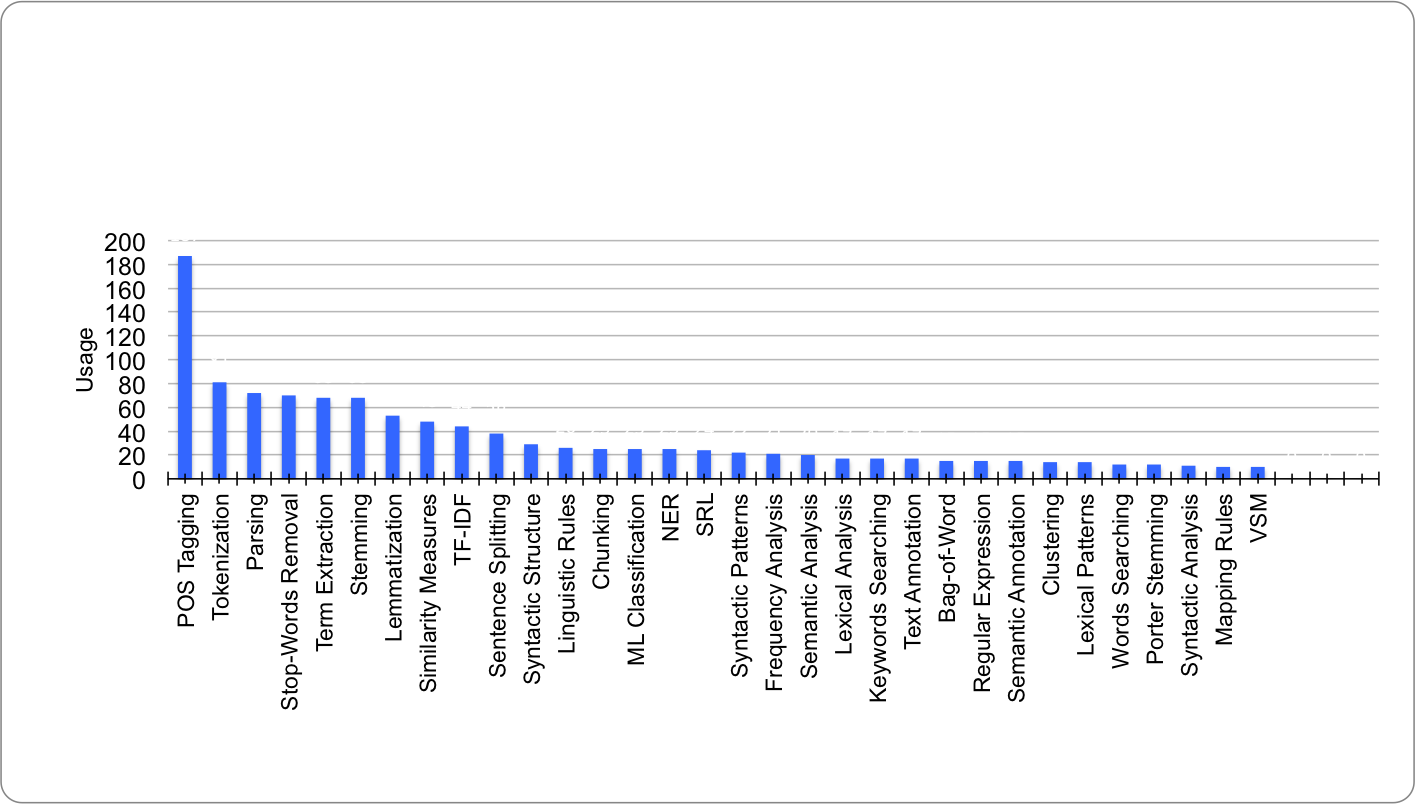 200
180
160
140
120
100
80
60
40
20
0
Usage
POS Tagging
Tokenization
Parsing
Stop-Words Removal
Term Extraction
Stemming
Lemmatization
Similarity Measures
TF-IDF
Sentence Splitting
Syntactic Structure
Linguistic Rules
Chunking
ML Classification
NER
SRL
Syntactic Patterns
Frequency Analysis
Semantic Analysis
Lexical Analysis
Keywords Searching
Text Annotation
Bag-of-Word
Regular Expression
Semantic Annotation
Clustering
Lexical Patterns
Words Searching
Porter Stemming
Syntactic Analysis
Mapping Rules
VSM